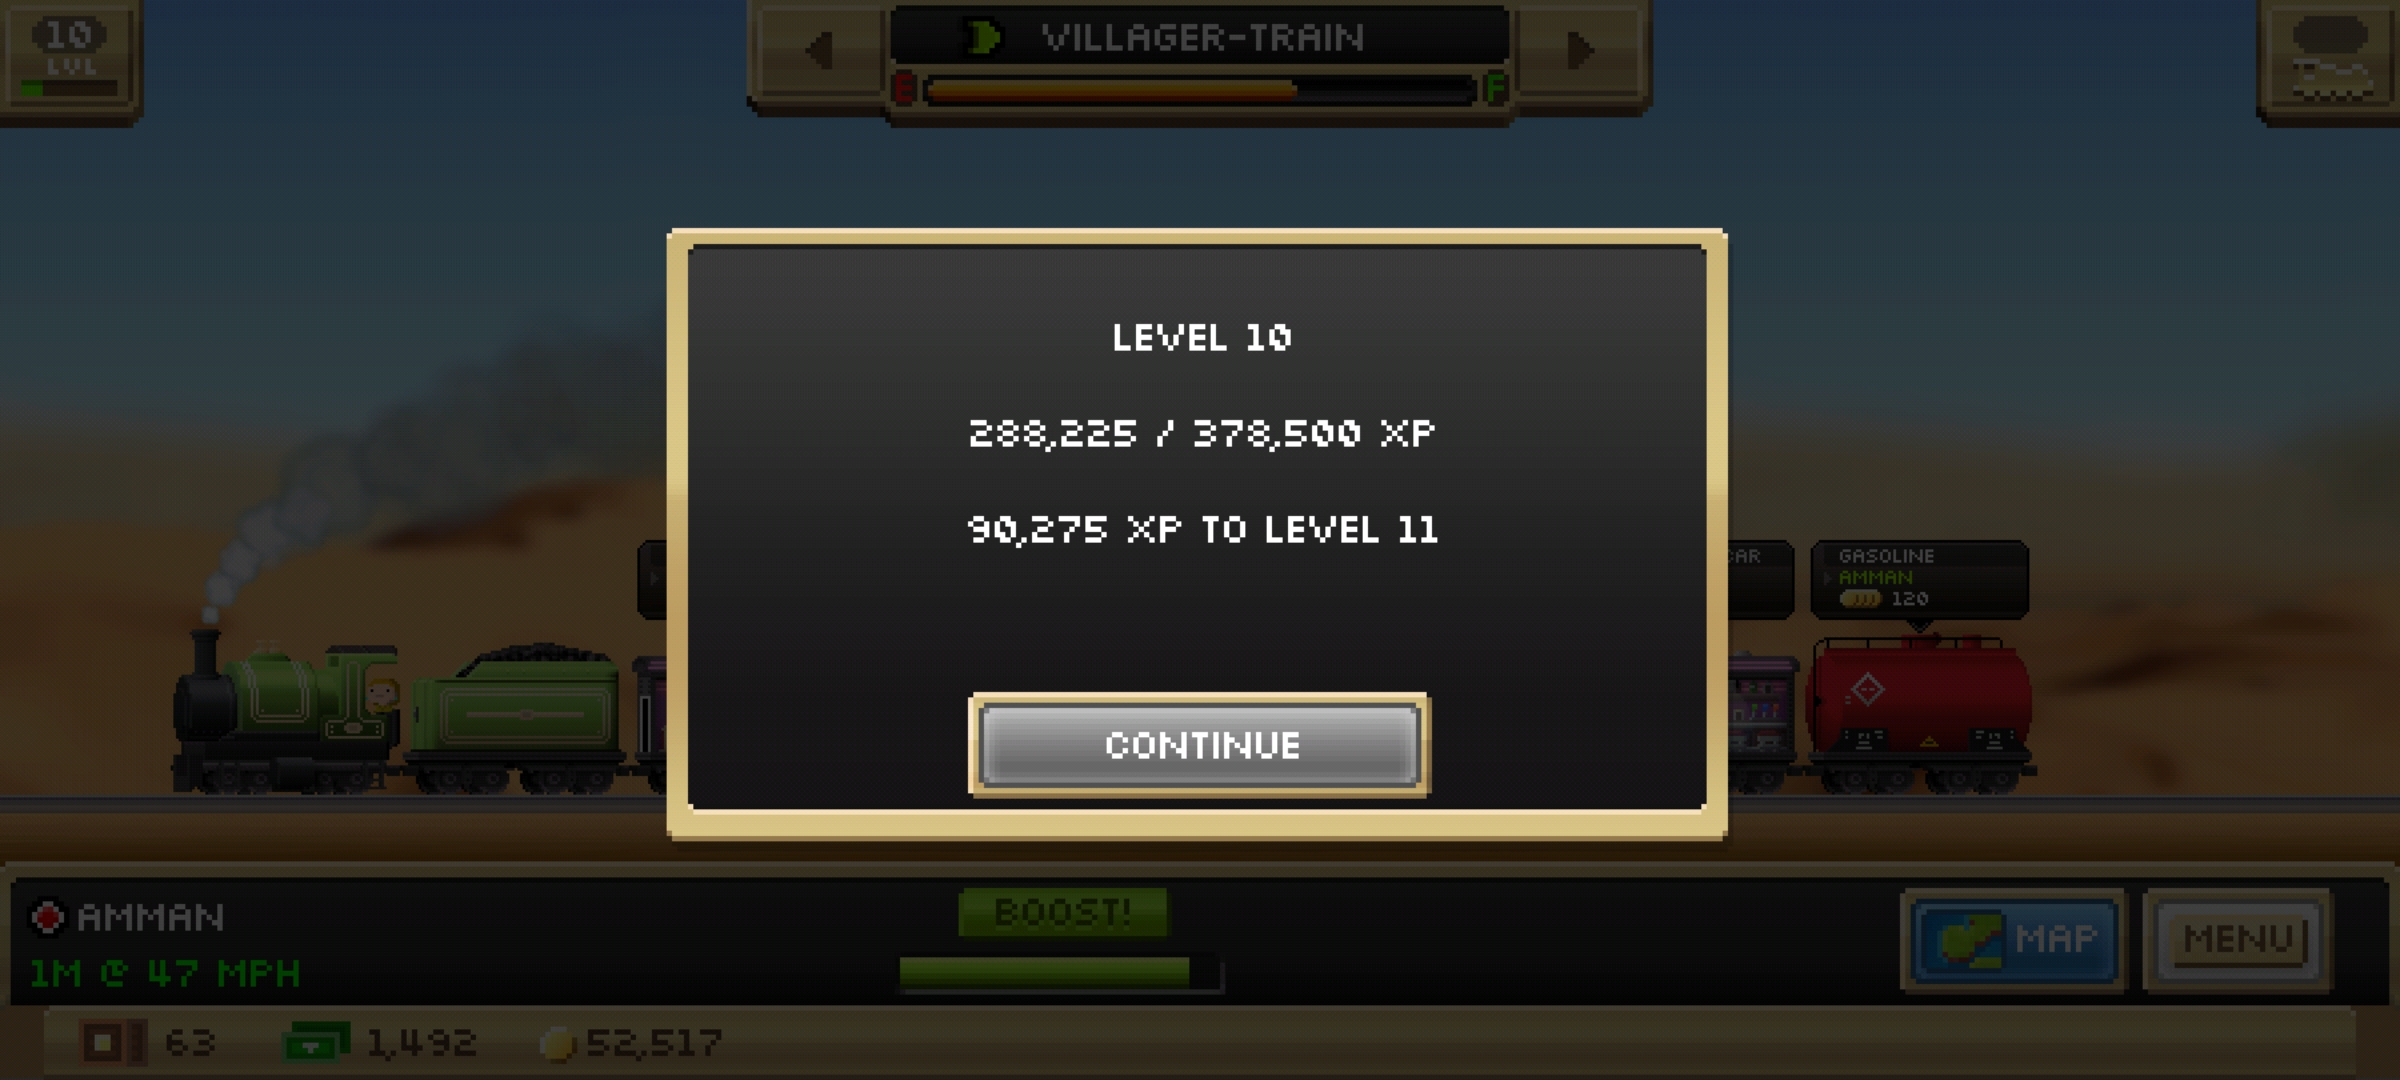 10
LVL
VILLAGER-TRAIN
E
F
LEVEL 10
288,225 / 378,500 XP
90,275 XP TO LEVEL 11
CAR
GASOLINE
AMMAN
120
CONTINUE
AMMAN
1M @ 47 MPH
BOOST!
MAP
MENU
63
1,492
52,517